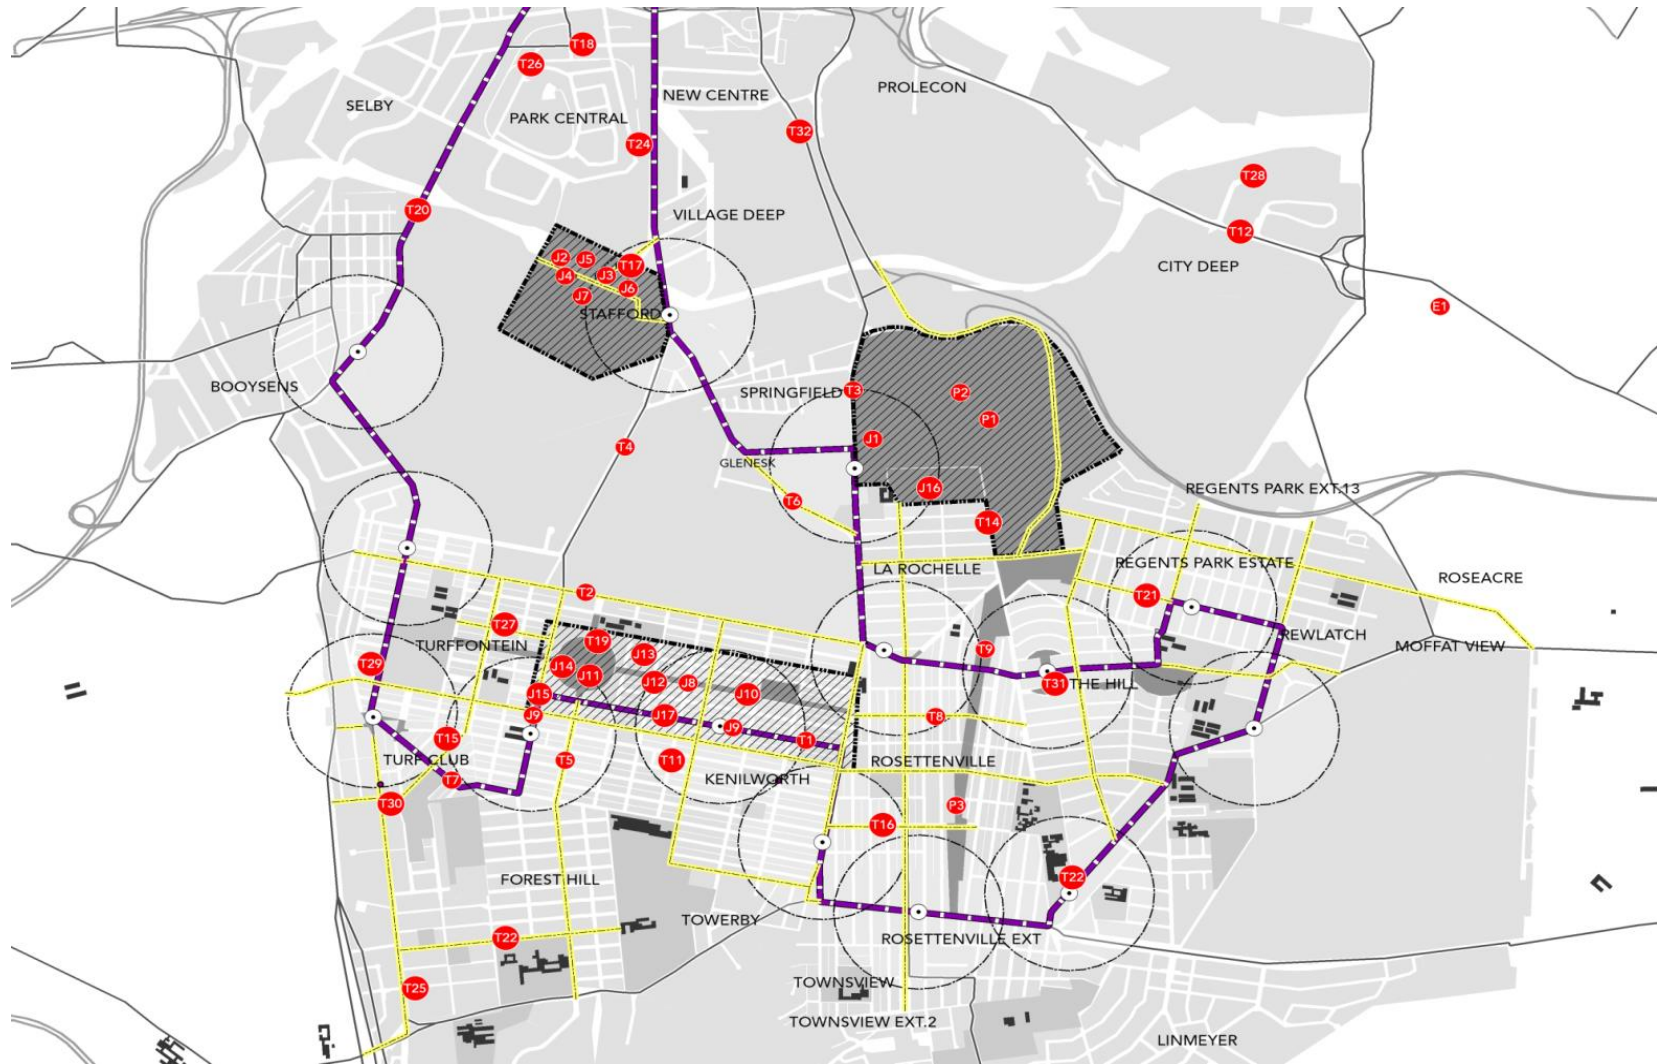 T18
T26
SELBY
NEW CENTRE
PROLECON
PARK CENTRAL
T32
T24
T28
T20
VILLAGE DEEP
T12
CITY DEEP
J2
J5
T17
J4
J3
J6
J7
STAFFORD
E1
BOOYSENS
SPRINGFIELD
T3
P2
P1
J1
T4
GLENESK
T6
J16
REGENTS PARK EXT.13
T14
LA ROCHELLE
REGENTS PARK ESTATE
ROSEACRE
T2
T21
T27
TURFFONTEIN
T19
REWLATCH
MOFFAT VIEW
T29
J14
J13
T9
J11
J12
J8
J10
T31
THE HILL
J15
J9
J17
J9
T8
T15
T1
TURF CLUB
T5
T11
KENILWORTH
ROSETTENVILLE
T7
T30
P3
T16
FOREST HILL
T22
TOWERBY
T22
ROSETTENVILLE EXT
T25
TOWNSVIEW
TOWNSVIEW EXT.2
LINMEYER